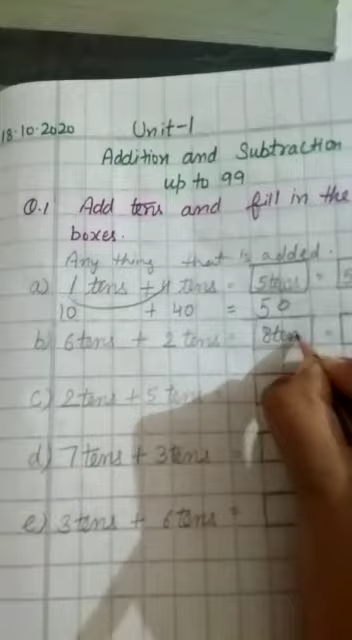 18.10.2020 Unit-1
Addition and Subtraction
up to 99
Q.1 Add tens and fill in the
boxes.
Any thing that is added.
a) 1 tens + 4 tens = 5tens = 5
10 + 40 = 50
b) 6tens + 2 tens = 8tens =
c) 2tens + 5 tens
d) 7tens + 3tens =
e) 3tens + 6tens =